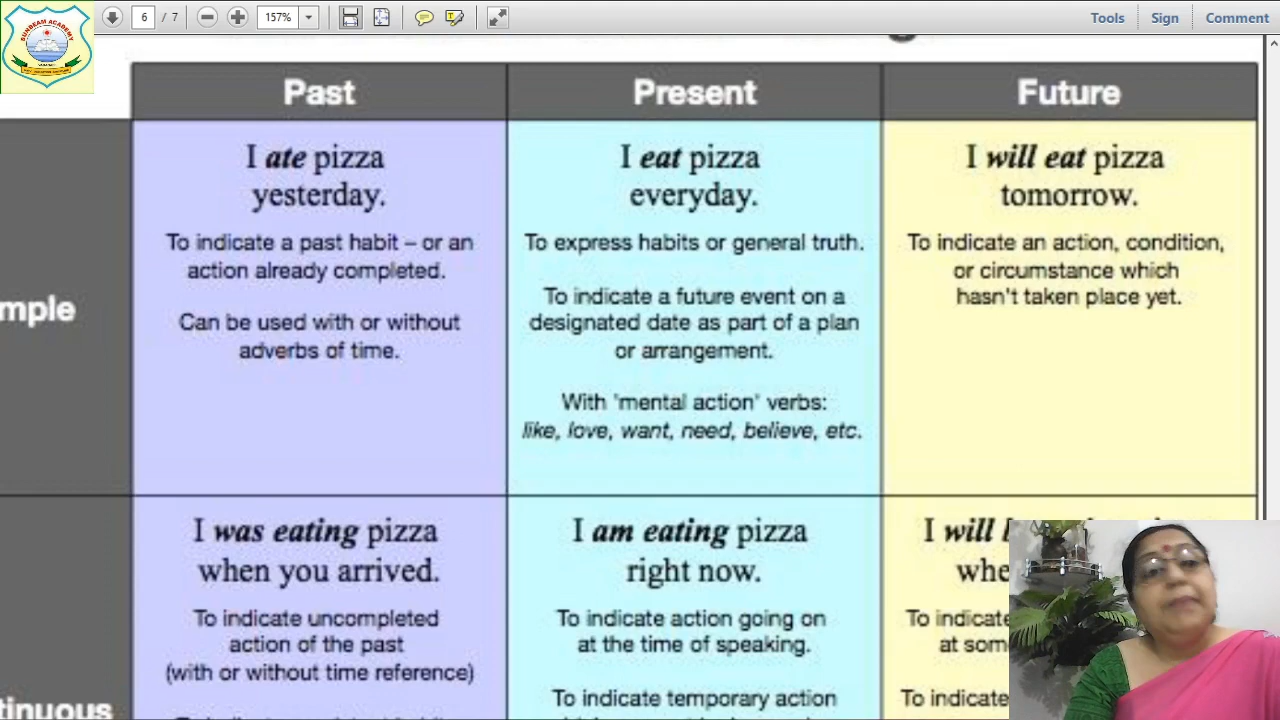 SUNBEAM ACADEMY
6 / 7
157%
Tools
Sign
Comment
Past
Present
Future
mple
I ate pizza
yesterday.
To indicate a past habit – or an
action already completed.
Can be used with or without
adverbs of time.
I eat pizza
everyday.
To express habits or general truth.
To indicate a future event on a
designated date as part of a plan
or arrangement.
With 'mental action' verbs:
like, love, want, need, believe, etc.
I will eat pizza
tomorrow.
To indicate an action, condition,
or circumstance which
hasn't taken place yet.
tinuous
I was eating pizza
when you arrived.
To indicate uncompleted
action of the past
(with or without time reference)
I am eating pizza
right now.
To indicate action going on
at the time of speaking.
To indicate temporary action
I will
whe
To indicate
at som
To indicate